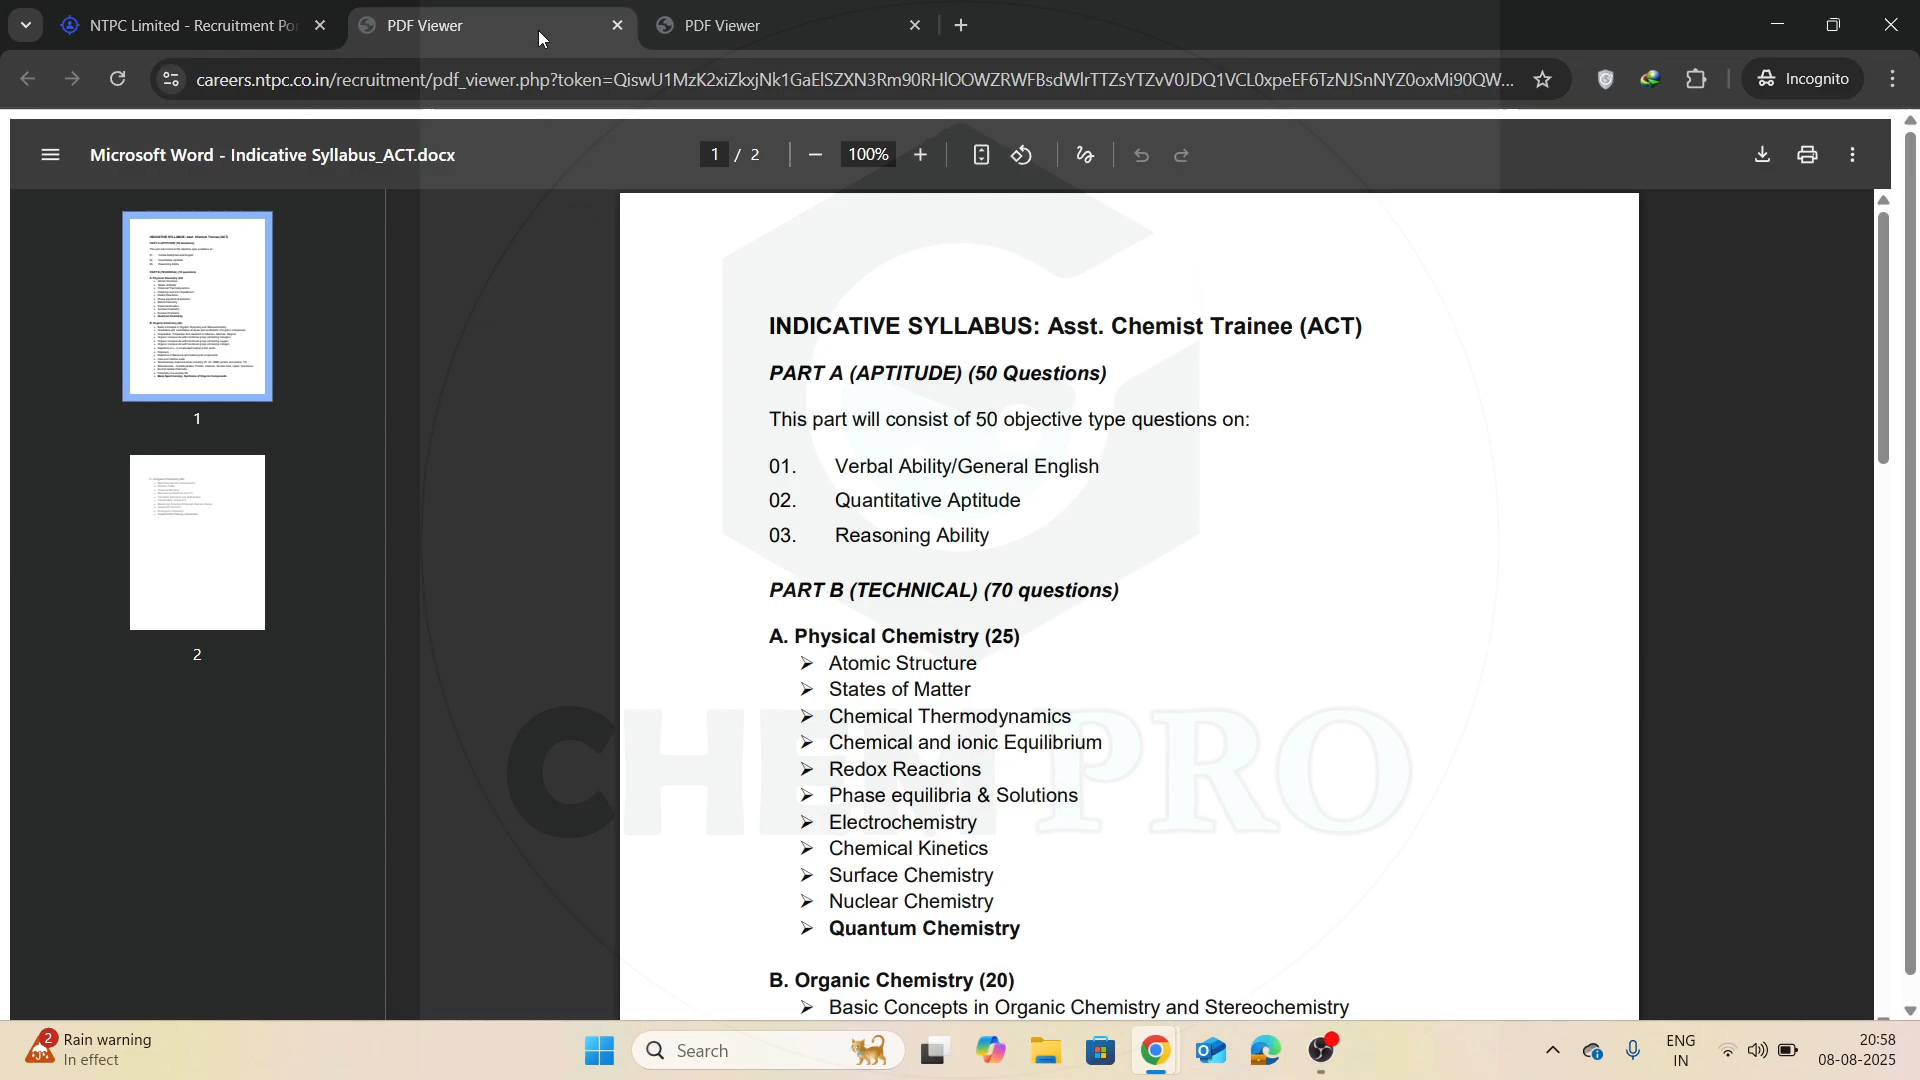 NTPC Limited - Recruitment Po
PDF Viewer
PDF Viewer
careers.ntpc.co.in/recruitment/pdf_viewer.php?token=QiswU1MzK2xiZkxjNk1GaElSZXN3Rm90RHlOOWZRWFBsdWlrTTZsYTZvV0JDQ1VCL0xpeEF6TzNJSnNYZ0oxMi90QW...
Incognito
Microsoft Word - Indicative Syllabus_ACT.docx
1 / 2
100%
1
2
INDICATIVE SYLLABUS: Asst. Chemist Trainee (ACT)
PART A (APTITUDE) (50 Questions)
This part will consist of 50 objective type questions on:
01. Verbal Ability/General English
02. Quantitative Aptitude
03. Reasoning Ability
PART B (TECHNICAL) (70 questions)
A. Physical Chemistry (25)
➢ Atomic Structure
➢ States of Matter
➢ Chemical Thermodynamics
➢ Chemical and ionic Equilibrium
➢ Redox Reactions
➢ Phase equilibria & Solutions
➢ Electrochemistry
➢ Chemical Kinetics
➢ Surface Chemistry
➢ Nuclear Chemistry
➢ Quantum Chemistry
B. Organic Chemistry (20)
➢ Basic Concepts in Organic Chemistry and Stereochemistry
CHEMPRO
2
Rain warning
In effect
Search
ENG
IN
20:58
08-08-2025